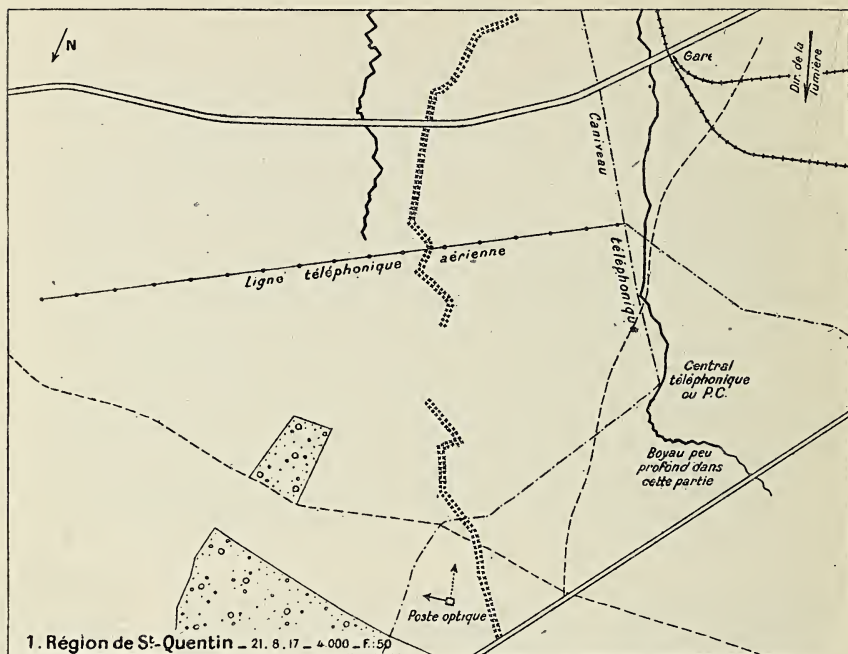 N
Gare
Dir. de la
lumière
Caniveau
téléphonique
Ligne téléphonique aérienne
Central
téléphonique
ou P.C.
Boyau peu
profond dans
cette partie
Poste optique
1. Région de St-Quentin _ 21. 8. 17 _ 4.000 _ F: 50